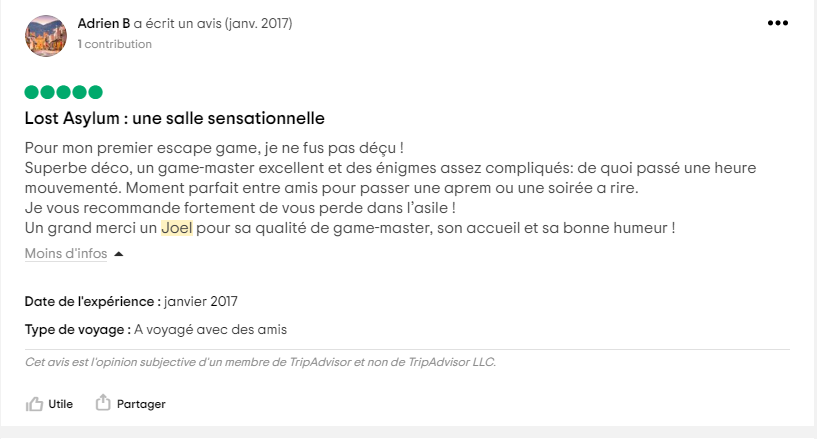 Adrien B a écrit un avis (janv. 2017)
1 contribution
Lost Asylum : une salle sensationnelle
Pour mon premier escape game, je ne fus pas déçu !
Superbe déco, un game-master excellent et des énigmes assez compliqués: de quoi passé une heure
mouvementé. Moment parfait entre amis pour passer une aprem ou une soirée a rire.
Je vous recommande fortement de vous perde dans l'asile !
Un grand merci un Joel pour sa qualité de game-master, son accueil et sa bonne humeur !
Moins d'infos
Date de l'expérience : janvier 2017
Type de voyage : A voyagé avec des amis
Cet avis est l'opinion subjective d'un membre de TripAdvisor et non de TripAdvisor LLC.
Utile Partager